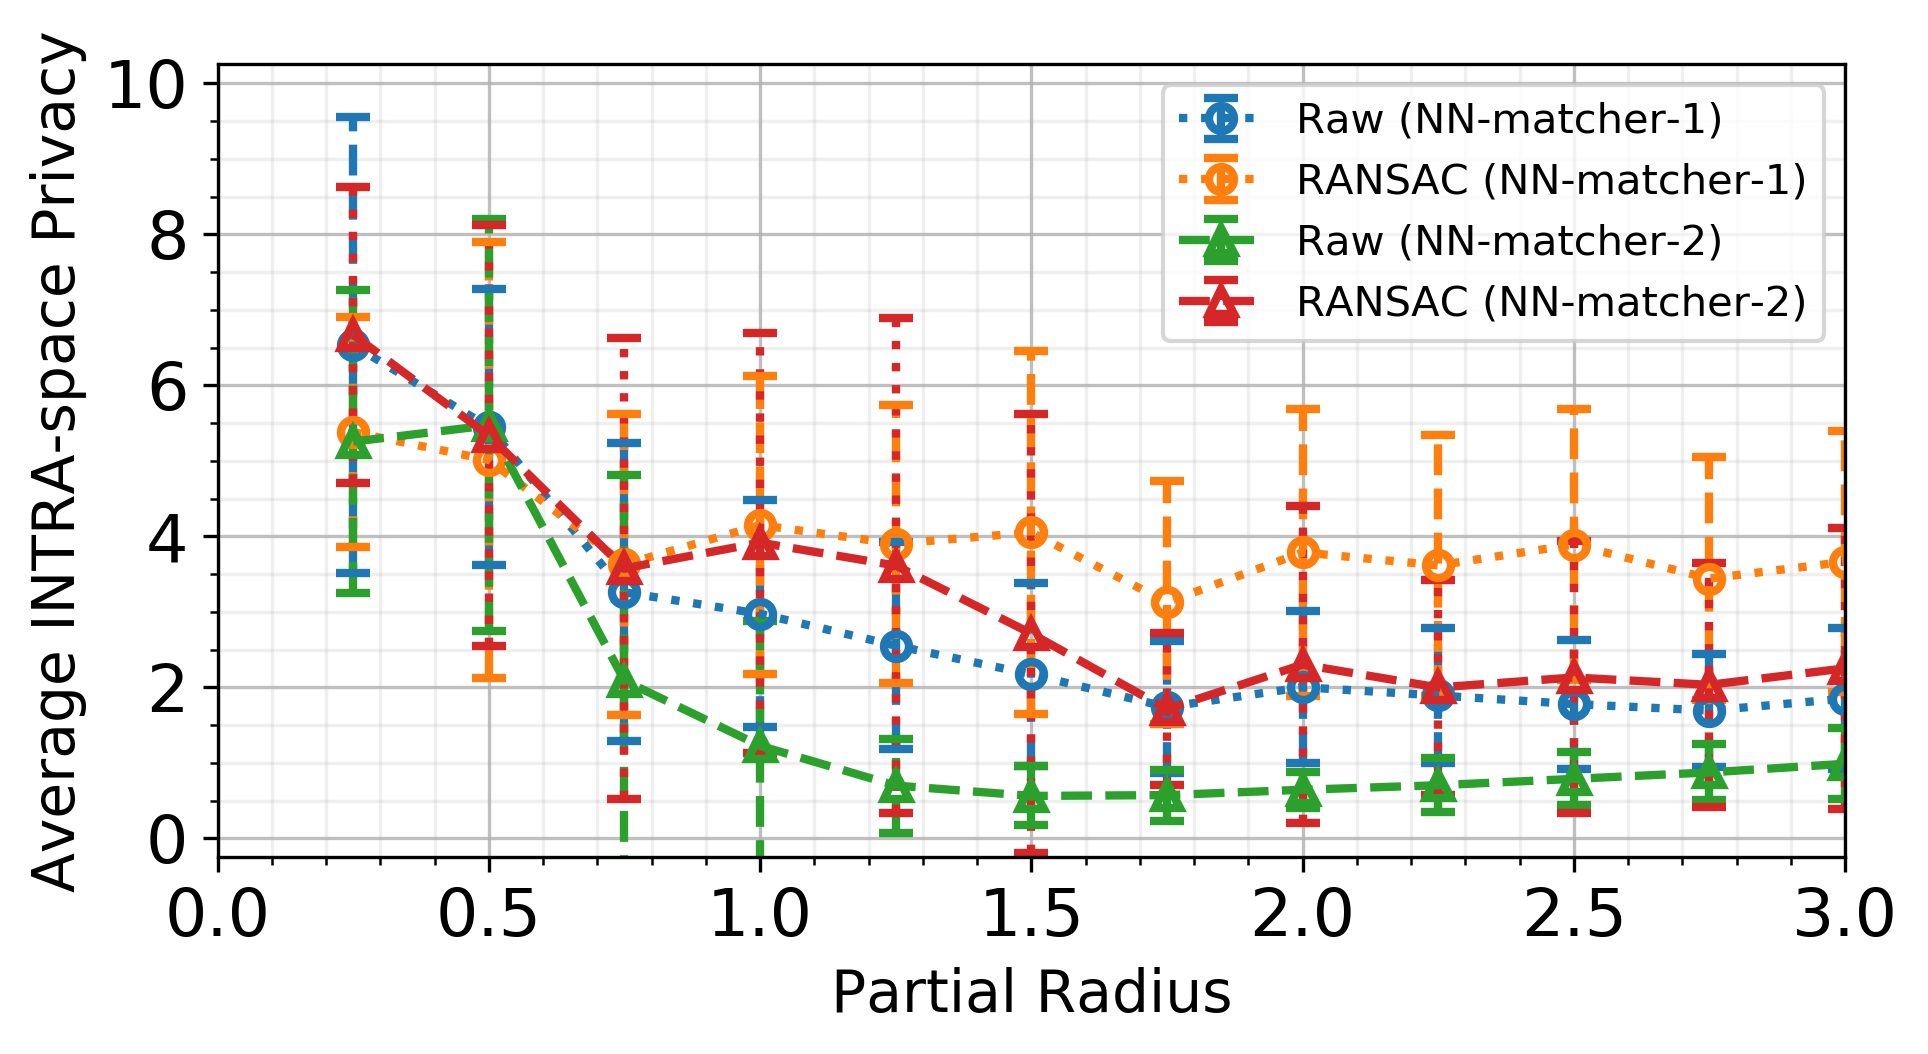 Average INTRA-space Privacy
10
8
6
4
2
0
0.0 0.5 1.0 1.5 2.0 2.5 3.0
Partial Radius
Raw (NN-matcher-1)
RANSAC (NN-matcher-1)
Raw (NN-matcher-2)
RANSAC (NN-matcher-2)